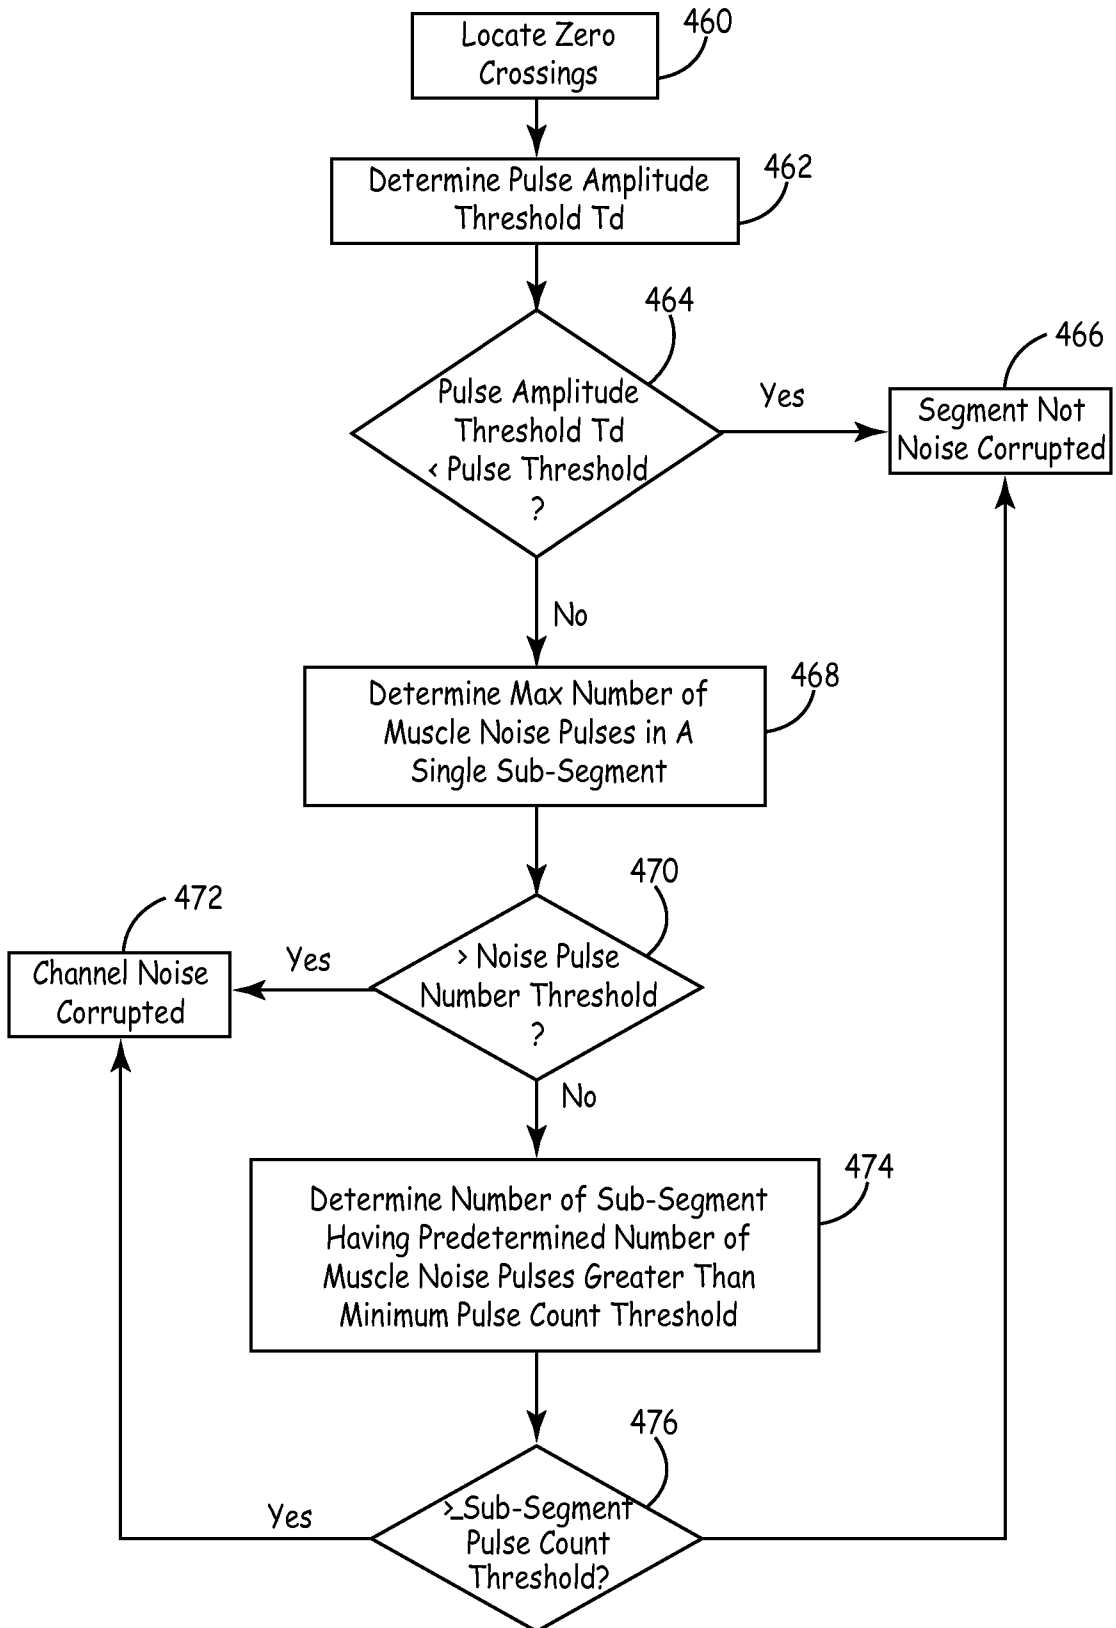 460
Locate Zero
Crossings
462
Determine Pulse Amplitude
Threshold Td
464
Pulse Amplitude
Threshold Td
< Pulse Threshold
?
Yes
466
Segment Not
Noise Corrupted
No
468
Determine Max Number of
Muscle Noise Pulses in A
Single Sub-Segment
470
> Noise Pulse
Number Threshold
?
Yes
472
Channel Noise
Corrupted
No
474
Determine Number of Sub-Segment
Having Predetermined Number of
Muscle Noise Pulses Greater Than
Minimum Pulse Count Threshold
476
>_Sub-Segment
Pulse Count
Threshold?
Yes